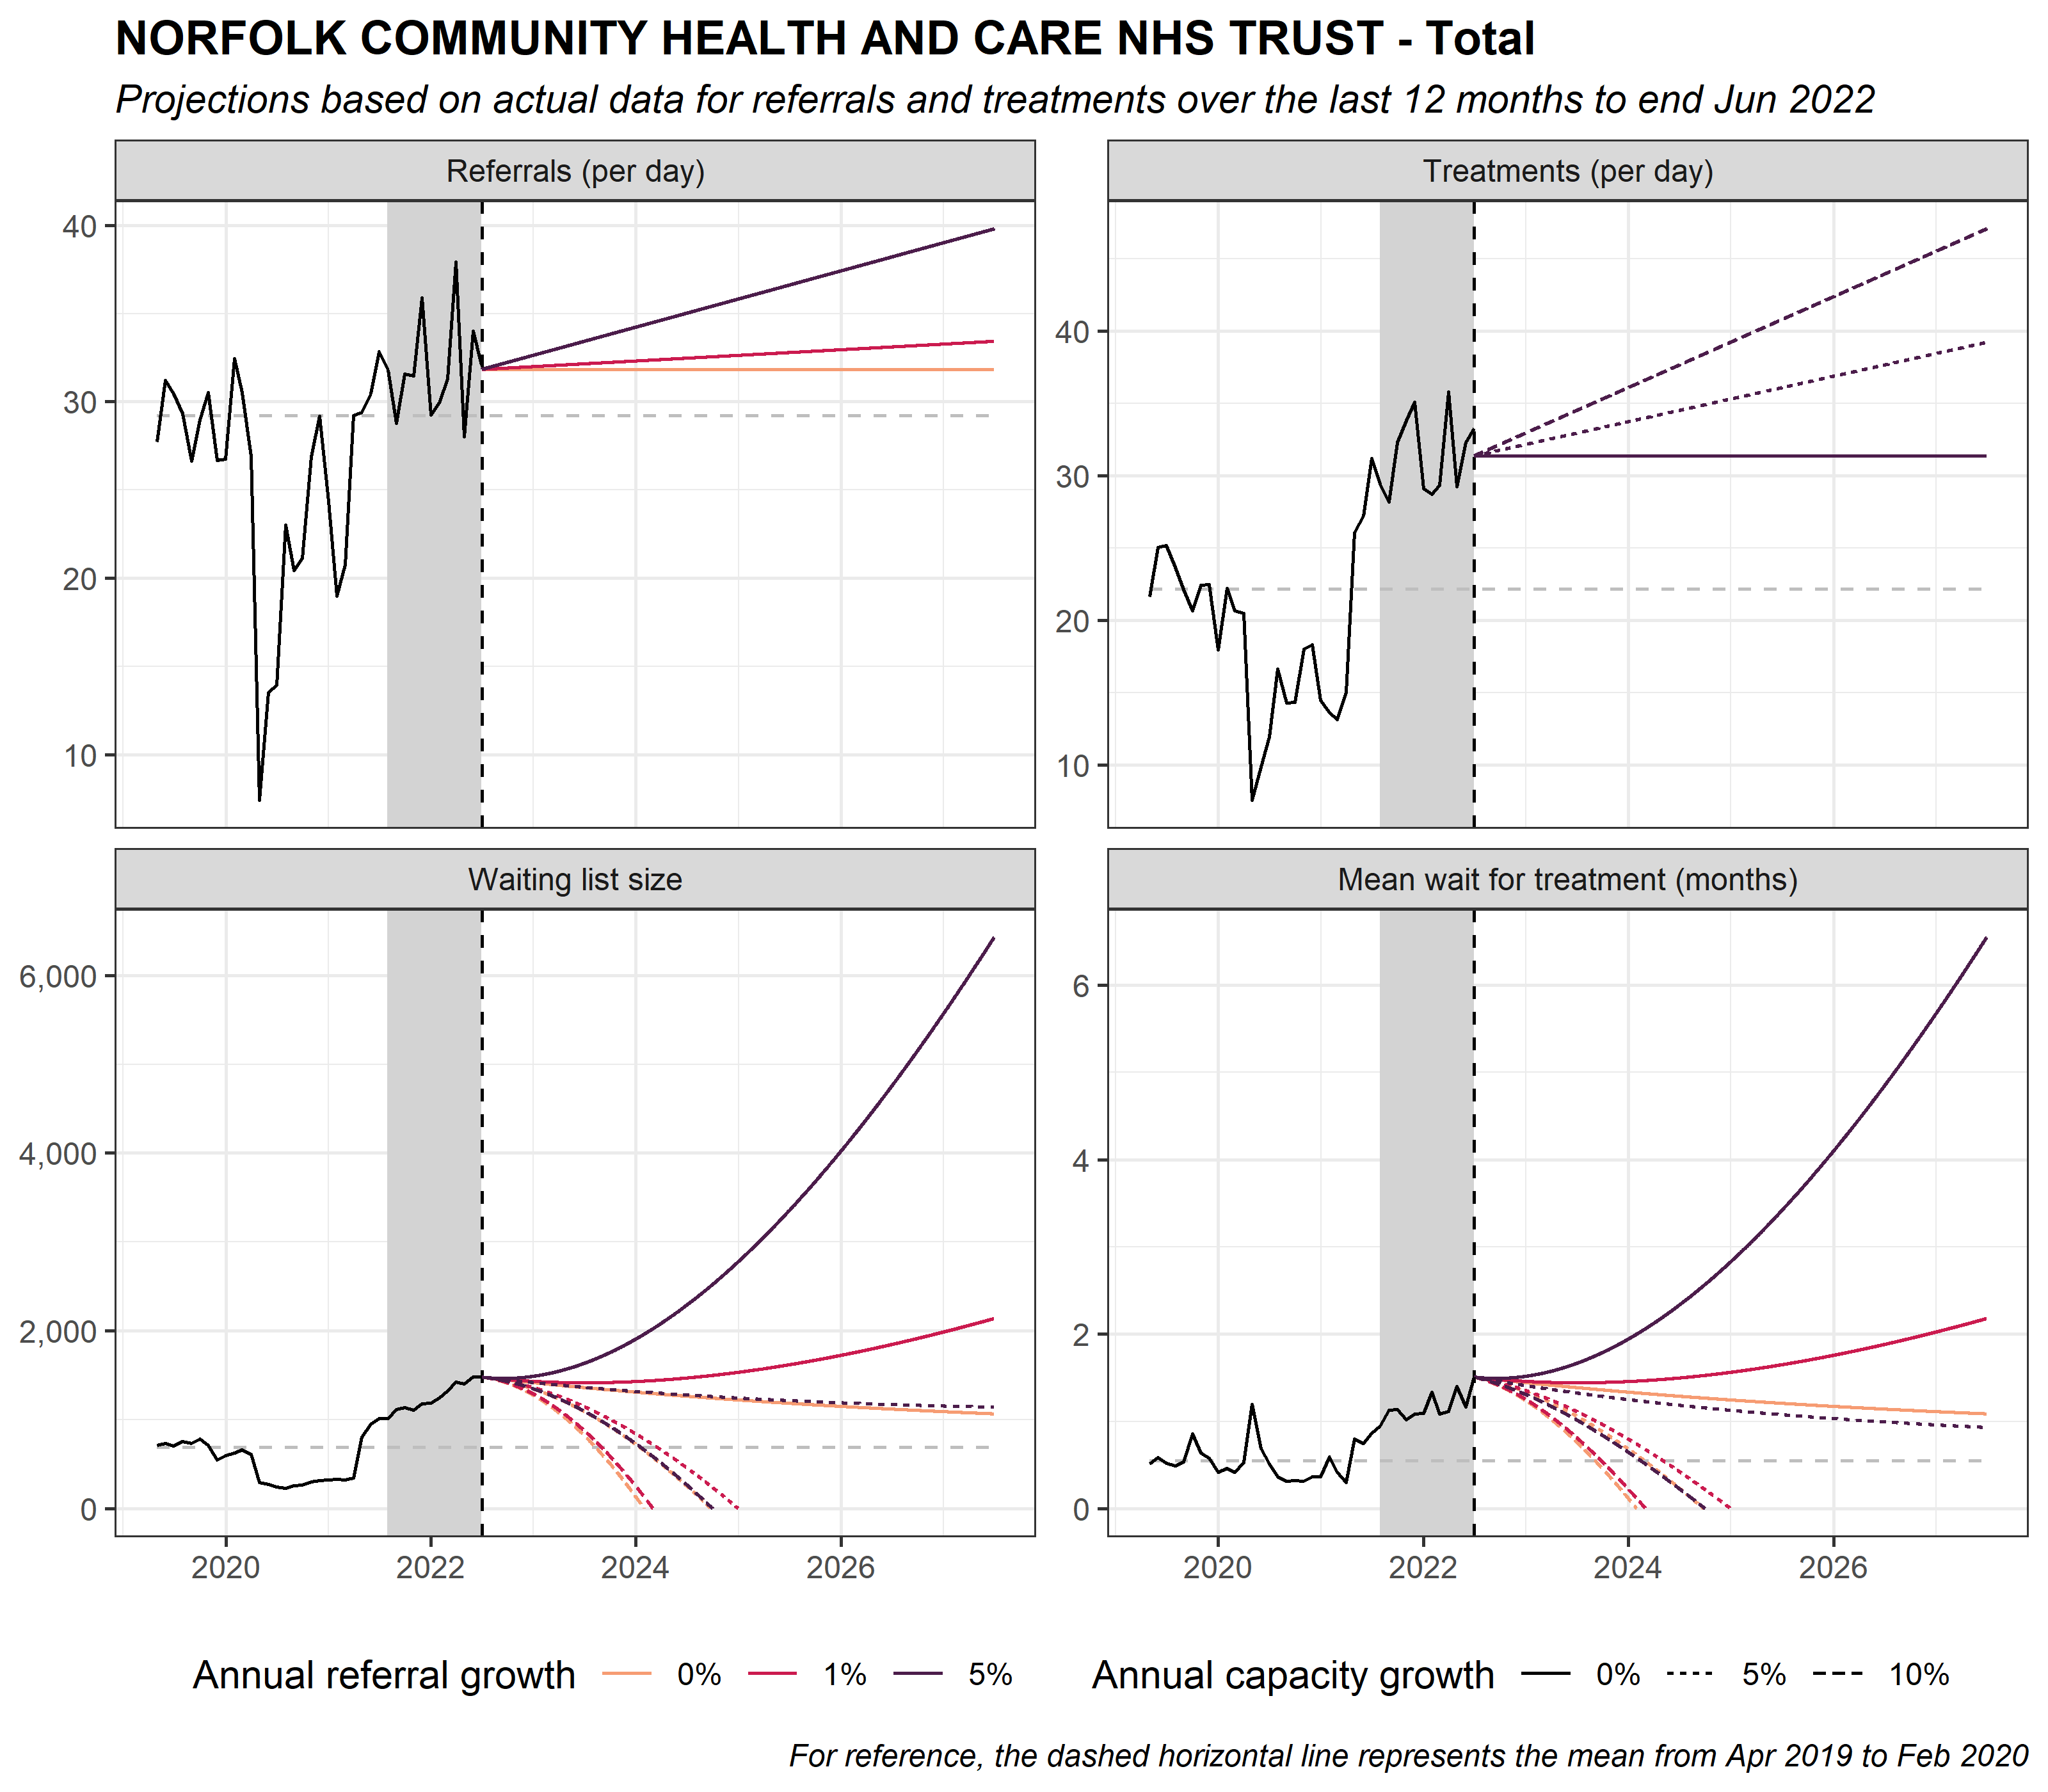 NORFOLK COMMUNITY HEALTH AND CARE NHS TRUST - Total
Projections based on actual data for referrals and treatments over the last 12 months to end Jun 2022
Referrals (per day)
40
30
20
10
Treatments (per day)
40
30
20
10
Waiting list size
6,000
4,000
2,000
0
2020 2022 2024 2026
Mean wait for treatment (months)
6
4
2
0
2020 2022 2024 2026
Annual referral growth 0% 1% 5% Annual capacity growth 0% 5% 10%
For reference, the dashed horizontal line represents the mean from Apr 2019 to Feb 2020